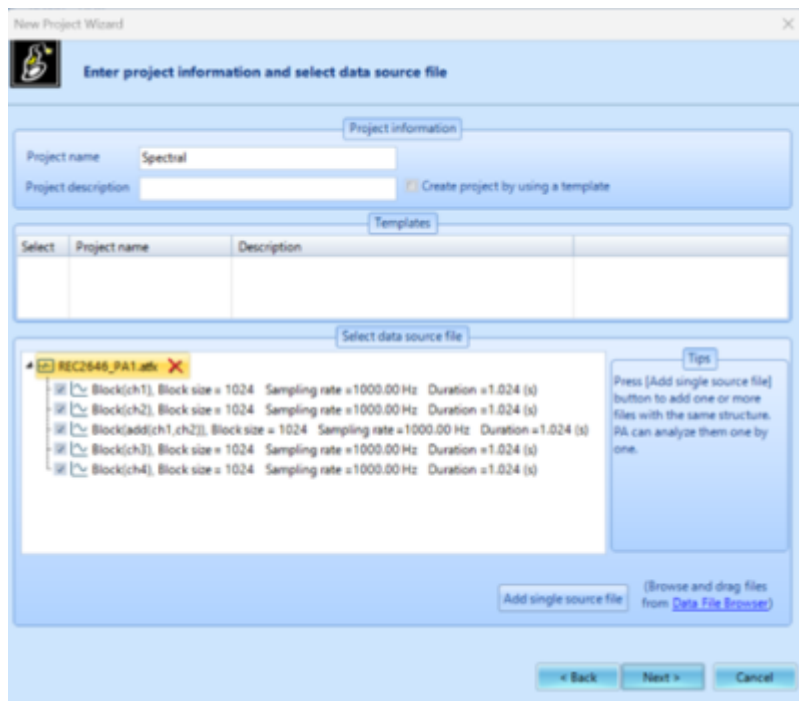 New Project Wizard
Enter project information and select data source file
Project information
Project name Spectral
Project description Create project by using a template
Templates
Select Project name Description
Select data source file
REC2646_PA1.atfx
Block(ch1), Block size = 1024 Sampling rate =1000.00 Hz Duration =1.024 (s)
Block(ch2), Block size = 1024 Sampling rate =1000.00 Hz Duration =1.024 (s)
Block(add(ch1,ch2)), Block size = 1024 Sampling rate =1000.00 Hz Duration =1.024 (s)
Block(ch3), Block size = 1024 Sampling rate =1000.00 Hz Duration =1.024 (s)
Block(ch4), Block size = 1024 Sampling rate =1000.00 Hz Duration =1.024 (s)
Tips
Press [Add single source file]
button to add one or more
files with the same structure.
PA can analyze them one by
one.
Add single source file
(Browse and drag files
from Data File Browser)
< Back Next > Cancel